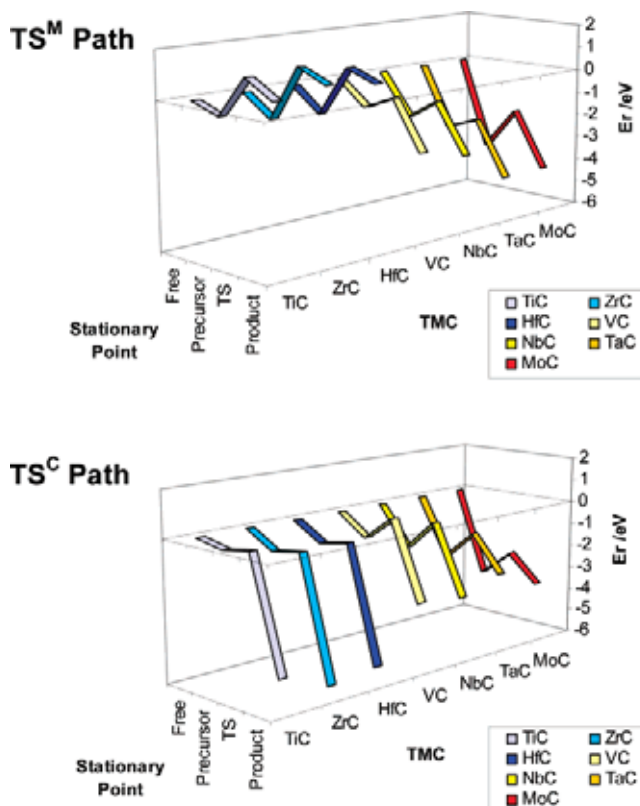 TS^M Path
2
1
0
-1
-2
-3
-4
-5
-6
Er /eV
Free
Precursor
TS
Product
TiC
ZrC
HfC
VC
NbC
TaC
MoC
Stationary
Point
TMC
TiC ZrC
HfC VC
NbC TaC
MoC
TS^C Path
2
1
0
-1
-2
-3
-4
-5
-6
Er /eV
Free
Precursor
TS
Product
TiC
ZrC
HfC
VC
NbC
TaC
MoC
Stationary
Point
TMC
TiC ZrC
HfC VC
NbC TaC
MoC